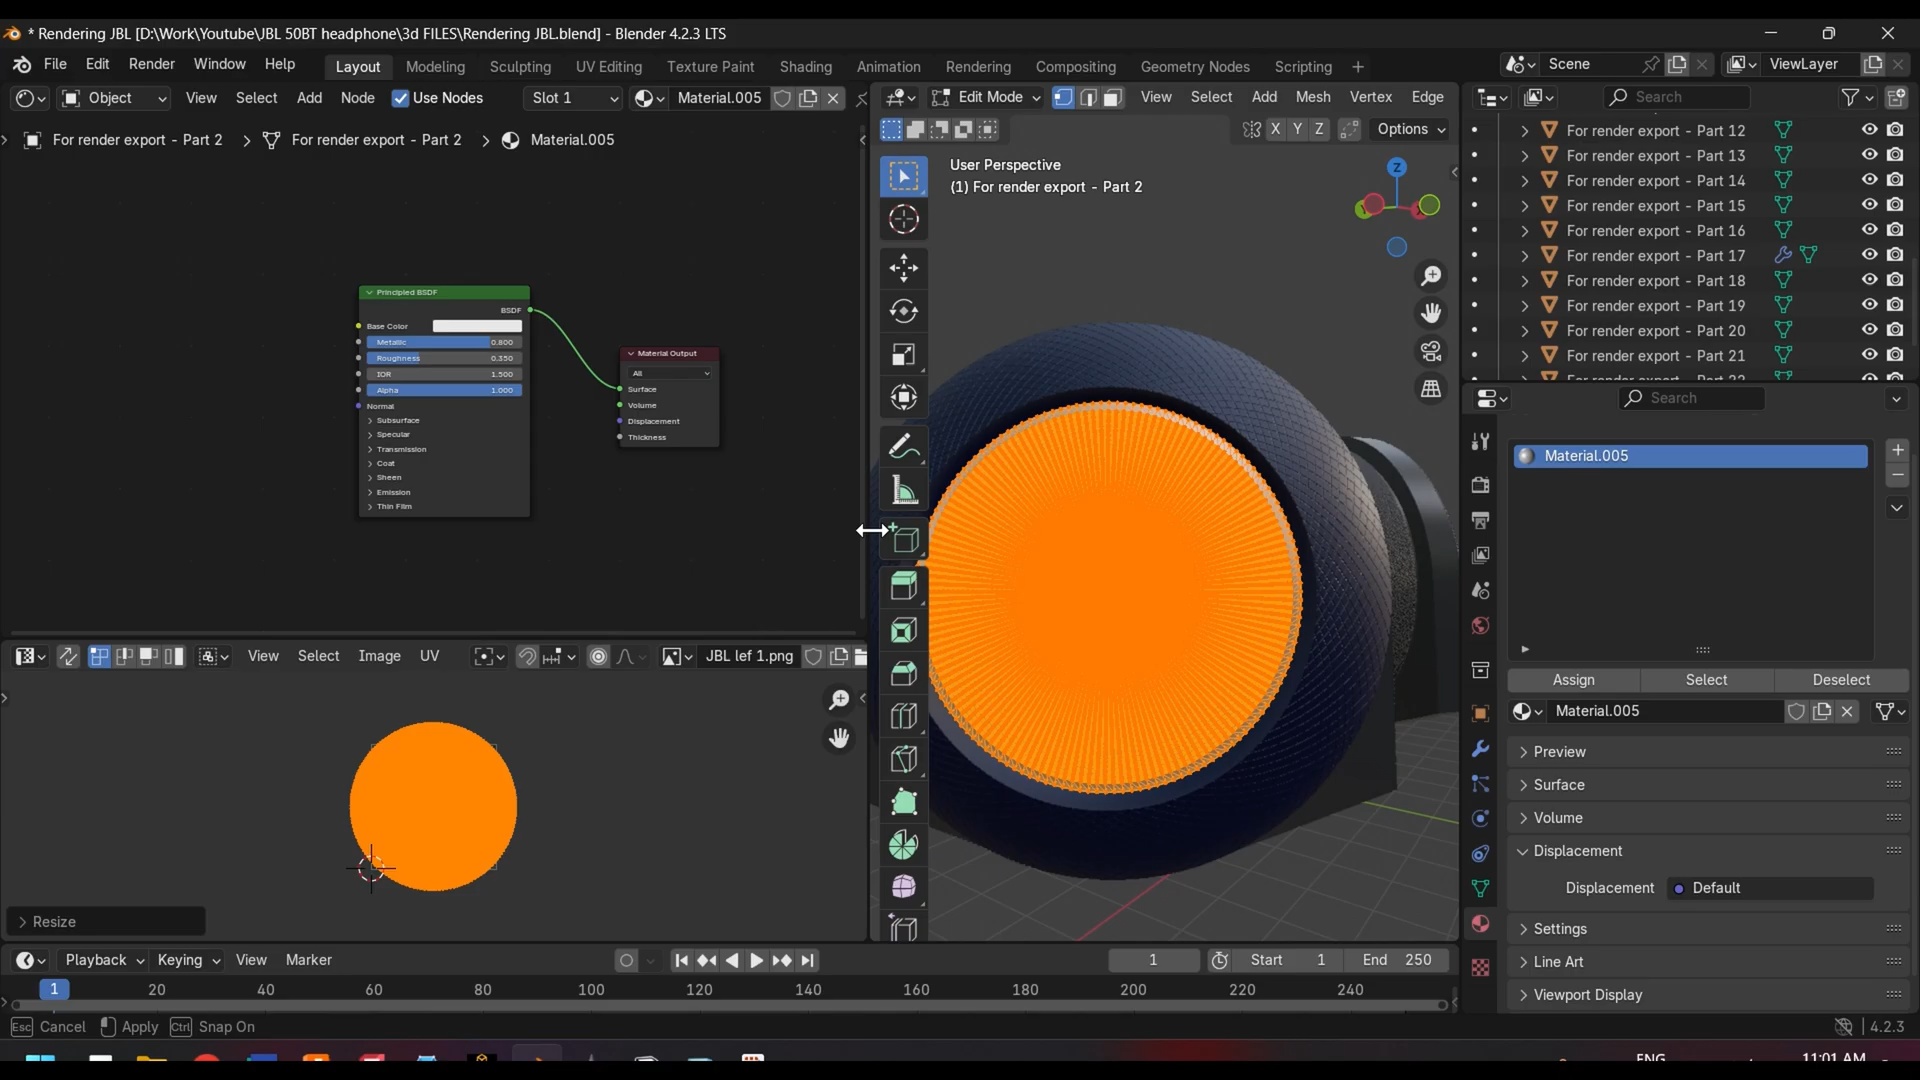 * Rendering JBL [D:\Work\Youtube\JBL 50BT headphone\3d FILES\Rendering JBL.blend] - Blender 4.2.3 LTS
File Edit Render Window Help Layout Modeling Sculpting UV Editing Texture Paint Shading Animation Rendering Compositing Geometry Nodes Scripting + Scene ViewLayer
Object View Select Add Node Use Nodes Slot 1 Material.005
For render export - Part 2 > For render export - Part 2 > Material.005
Principled BSDF
BSDF
Base Color
Metallic 0.800
Roughness 0.350
IOR 1.500
Alpha 1.000
Normal
Subsurface
Specular
Transmission
Coat
Sheen
Emission
Thin Film
Material Output
All
Surface
Volume
Displacement
Thickness
Edit Mode View Select Add Mesh Vertex Edge
X Y Z Options
User Perspective
(1) For render export - Part 2
Z
Search
For render export - Part 12
For render export - Part 13
For render export - Part 14
For render export - Part 15
For render export - Part 16
For render export - Part 17
For render export - Part 18
For render export - Part 19
For render export - Part 20
For render export - Part 21
Search
Material.005
Assign Select Deselect
Material.005
Preview
Surface
Volume
Displacement
Displacement Default
Settings
Line Art
Viewport Display
View Select Image UV JBL lef 1.png
Resize
Playback Keying View Marker 1 Start 1 End 250
1 20 40 60 80 100 120 140 160 180 200 220 240
Esc Cancel Apply Ctrl Snap On 4.2.3
ENG 11:01 AM